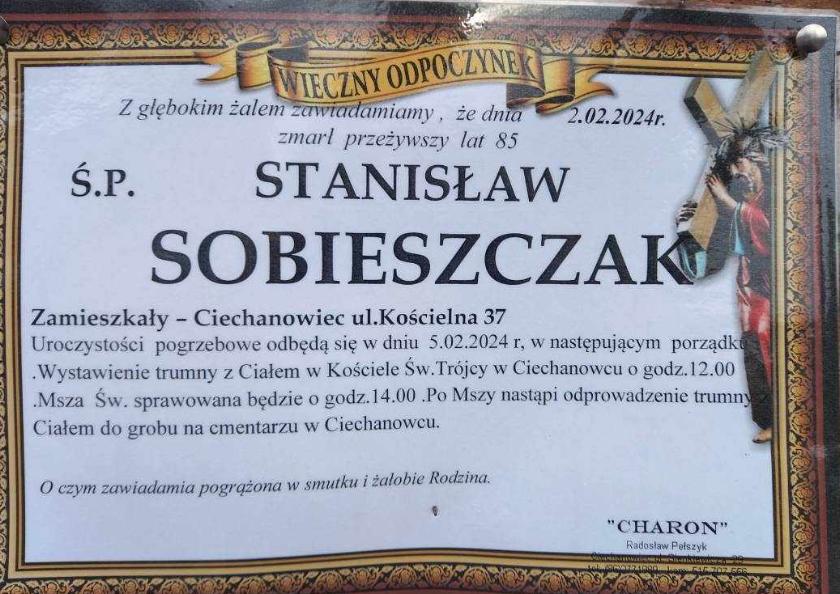 WIECZNY ODPOCZYNEK
Z głębokim żalem zawiadamiamy , że dnia 2.02.2024r.
zmarł przeżywszy lat 85
Ś.P. STANISŁAW
SOBIESZCZAK
Zamieszkały – Ciechanowiec ul.Kościelna 37
Uroczystości pogrzebowe odbędą się w dniu 5.02.2024 r, w następującym porządku
.Wystawienie trumny z Ciałem w Kościele Św.Trójcy w Ciechanowcu o godz.12.00
.Msza Św. sprawowana będzie o godz.14.00 .Po Mszy nastąpi odprowadzenie trumny z
Ciałem do grobu na cmentarzu w Ciechanowcu.
O czym zawiadamia pogrążona w smutku i żałobie Rodzina.
"CHARON"
Radosław Pełszyk
Ciechanowiec ul. Sienkiewicza